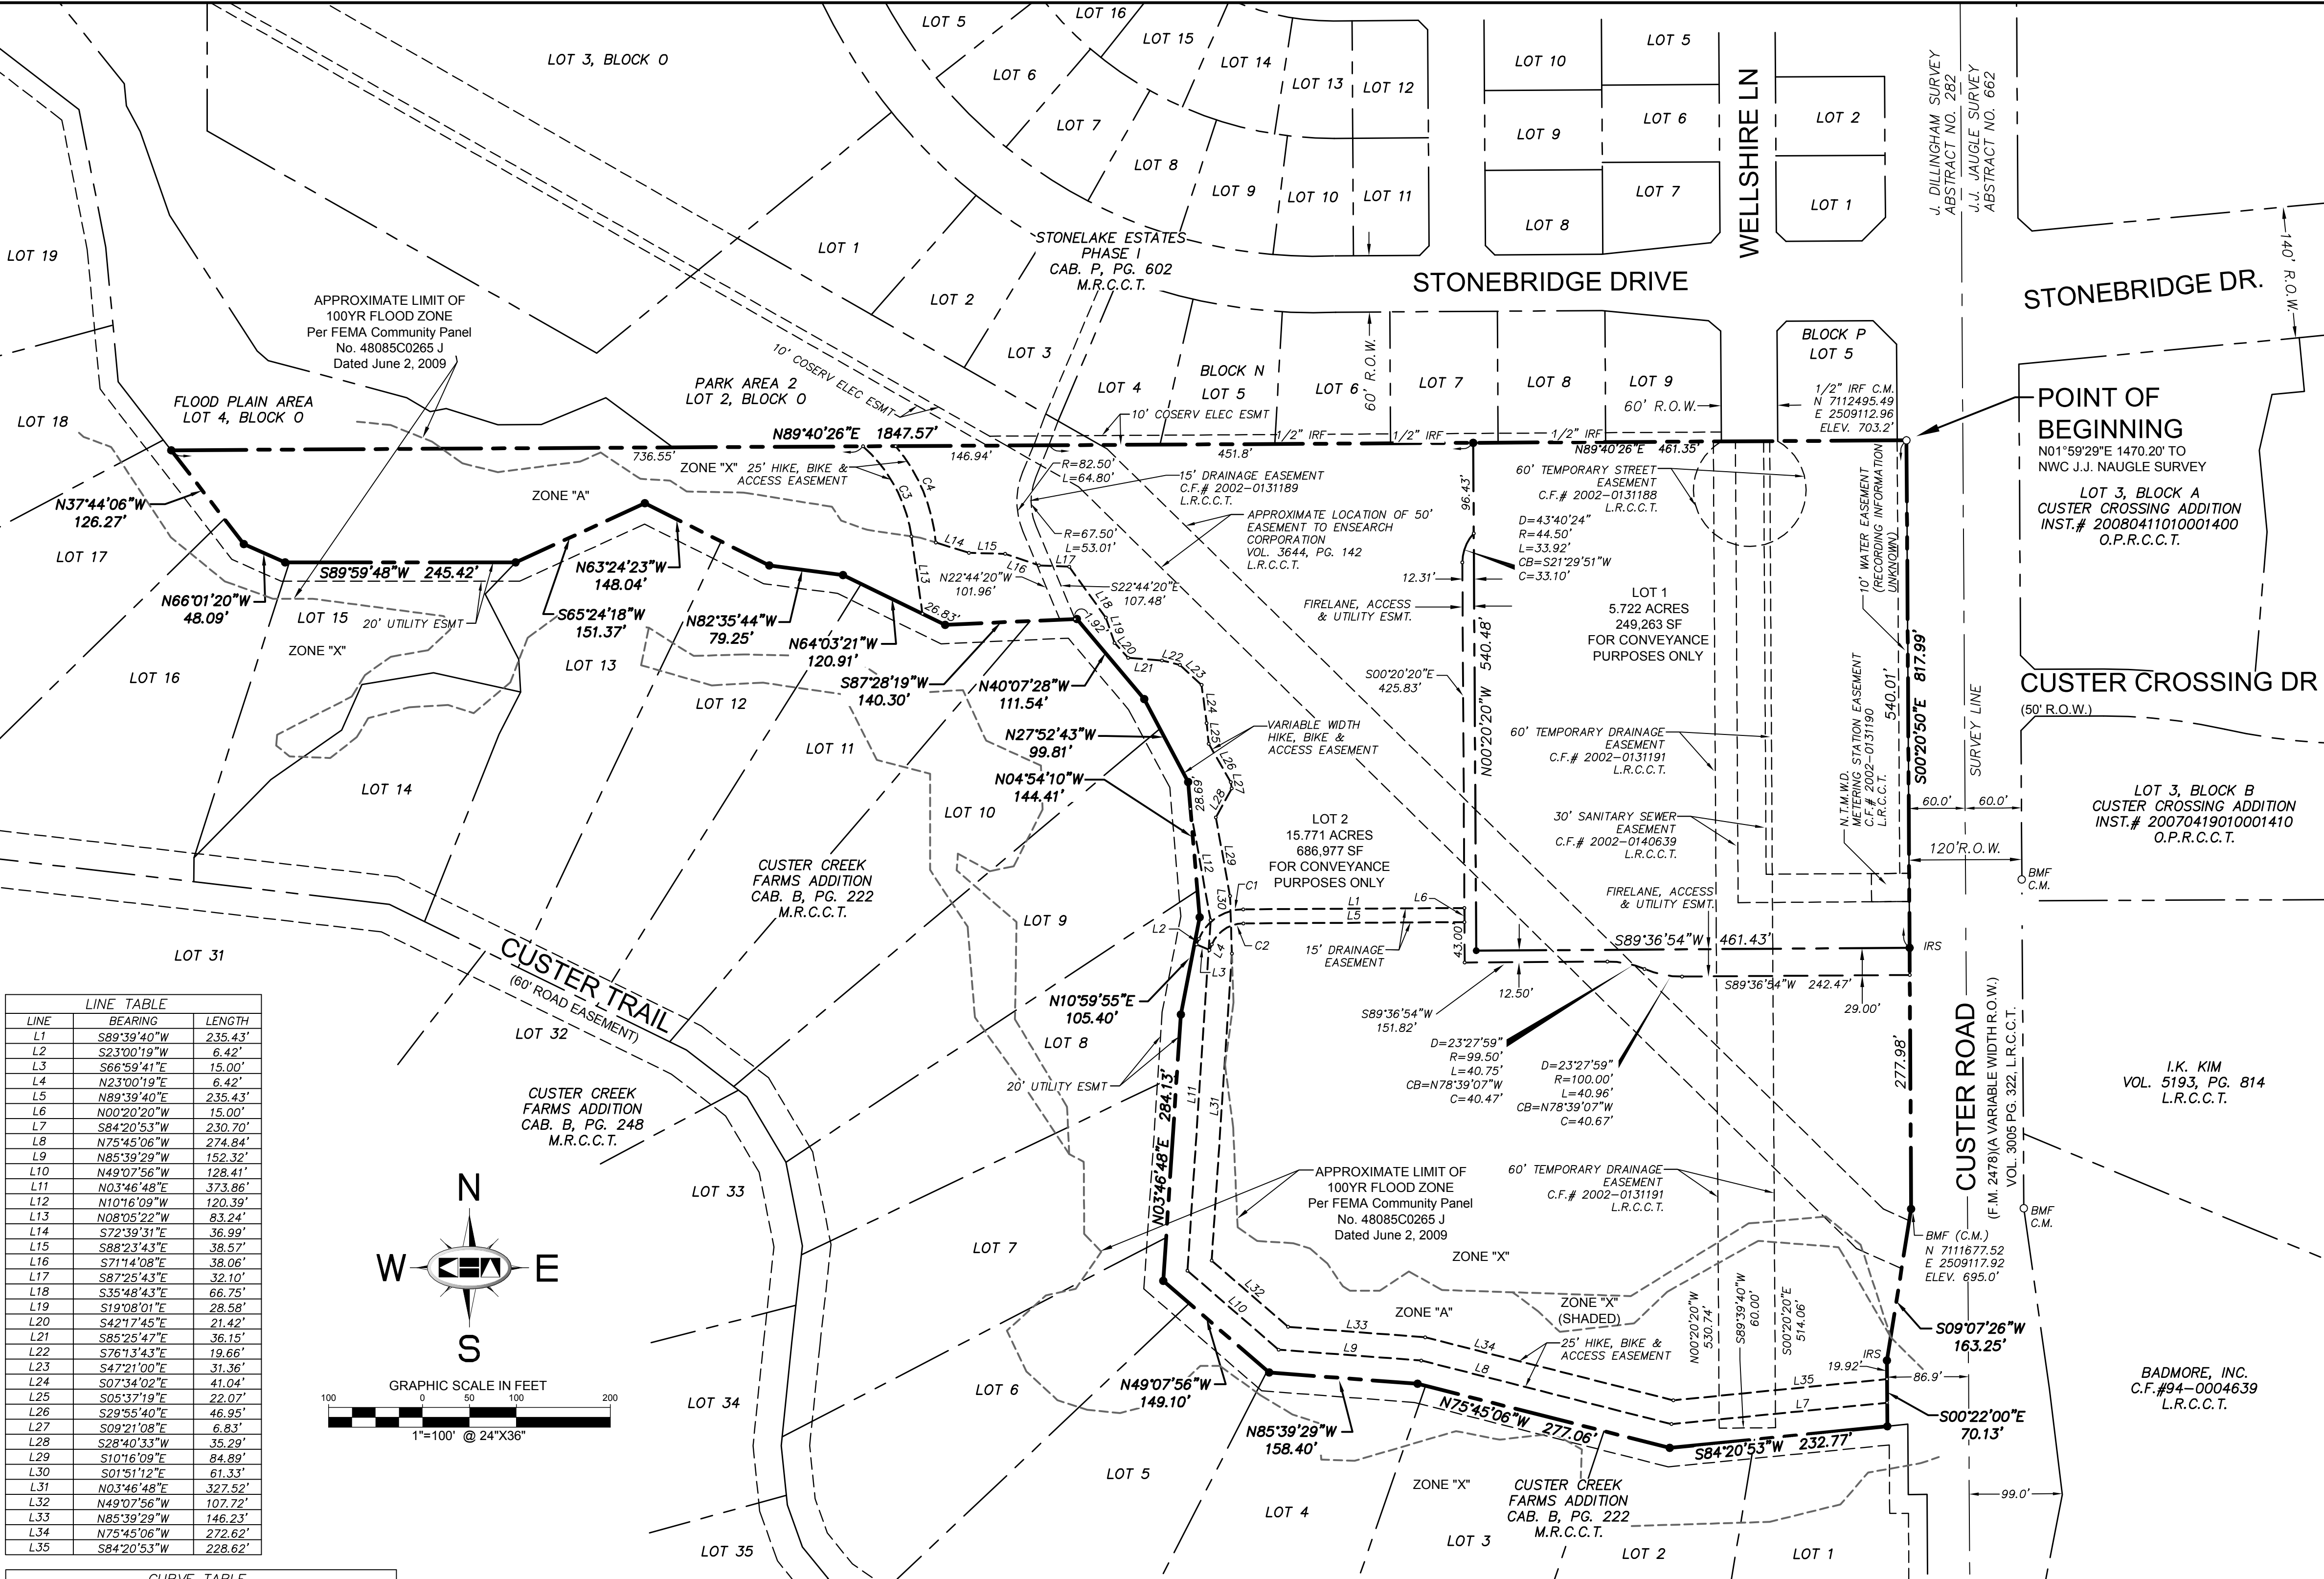 LOT 5
LOT 16
LOT 15
LOT 14
LOT 13
LOT 12
LOT 3, BLOCK O
LOT 6
LOT 7
LOT 8
LOT 9
LOT 10
LOT 11
LOT 10
LOT 5
LOT 9
LOT 6
LOT 8
LOT 7
WELLSHIRE LN
LOT 2
LOT 1
J. DILLINGHAM SURVEY
ABSTRACT NO. 282
J.J. JAUGLE SURVEY
ABSTRACT NO. 662
140' R.O.W.
STONEBRIDGE DR.
STONEBRIDGE DRIVE
LOT 19
LOT 1
LOT 2
LOT 3
STONELAKE ESTATES
PHASE I
CAB. P, PG. 602
M.R.C.C.T.
APPROXIMATE LIMIT OF
100YR FLOOD ZONE
Per FEMA Community Panel
No. 48085C0265 J
Dated June 2, 2009
10' COSERV ELEC ESMT
PARK AREA 2
LOT 2, BLOCK O
FLOOD PLAIN AREA
LOT 4, BLOCK O
LOT 18
LOT 4
BLOCK N
LOT 5
LOT 6
60' R.O.W.
LOT 7
LOT 8
LOT 9
60' R.O.W.
BLOCK P
LOT 5
1/2" IRF C.M.
N 7112495.49
E 2509112.96
ELEV. 703.2'
POINT OF
BEGINNING
N01°59'29"E 1470.20' TO
NWC J.J. NAUGLE SURVEY
LOT 3, BLOCK A
CUSTER CROSSING ADDITION
INST.# 20080411010001400
O.P.R.C.C.T.
10' COSERV ELEC ESMT
N89°40'26"E 1847.57'
1/2" IRF
1/2" IRF
1/2" IRF
736.55'
146.94'
451.8'
N89°40'26"E 461.35'
ZONE "X"
25' HIKE, BIKE &
ACCESS EASEMENT
C3
C4
R=82.50'
L=64.80'
15' DRAINAGE EASEMENT
C.F.# 2002-0131189
L.R.C.C.T.
96.43'
60' TEMPORARY STREET
EASEMENT
C.F.# 2002-0131188
L.R.C.C.T.
10' WATER EASEMENT
(RECORDING INFORMATION
UNKNOWN)
ZONE "A"
N37°44'06"W
126.27'
APPROXIMATE LOCATION OF 50'
EASEMENT TO ENSEARCH
CORPORATION
VOL. 3644, PG. 142
L.R.C.C.T.
D=43°40'24"
R=44.50'
L=33.92'
CB=S21°29'51"W
C=33.10'
R=67.50'
L=53.01'
L14
L15
L16
L17
LOT 17
S89°59'48"W 245.42'
N63°24'23"W
148.04'
N66°01'20"W
48.09'
LOT 15
20' UTILITY ESMT
S65°24'18"W
151.37'
N82°35'44"W
79.25'
N64°03'21"W
120.91'
L13
26.83'
N22°44'20"W
101.96'
S22°44'20"E
107.48'
C1.92'
L18
L19
L20
L21
L22
L23
12.31'
FIRELANE, ACCESS
& UTILITY ESMT.
LOT 1
5.722 ACRES
249,263 SF
FOR CONVEYANCE
PURPOSES ONLY
ZONE "X"
LOT 16
LOT 13
S87°28'19"W
140.30'
N40°07'28"W
111.54'
S00°20'20"E
425.83'
N00°20'20"W 540.48'
540.01'
S00°20'50"E 817.99'
SURVEY LINE
CUSTER CROSSING DR
(50' R.O.W.)
LOT 12
LOT 11
N27°52'43"W
99.81'
L24
L25
L26
L27
L28
VARIABLE WIDTH
HIKE, BIKE &
ACCESS EASEMENT
60' TEMPORARY DRAINAGE
EASEMENT
C.F.# 2002-0131191
L.R.C.C.T.
N.T.M.W.D.
METERING STATION EASEMENT
C.F.# 2002-0131190
L.R.C.C.T.
N04°54'10"W
144.41'
28.69'
LOT 14
LOT 10
LOT 2
15.771 ACRES
686,977 SF
FOR CONVEYANCE
PURPOSES ONLY
30' SANITARY SEWER
EASEMENT
C.F.# 2002-0140639
L.R.C.C.T.
60.0'
60.0'
LOT 3, BLOCK B
CUSTER CROSSING ADDITION
INST.# 20070419010001410
O.P.R.C.C.T.
120'R.O.W.
BMF
C.M.
CUSTER CREEK
FARMS ADDITION
CAB. B, PG. 222
M.R.C.C.T.
L12
L29
L30
C1
L1
L6
L5
C2
L2
L4
L3
43.00'
15' DRAINAGE
EASEMENT
FIRELANE, ACCESS
& UTILITY ESMT.
LOT 9
S89°36'54"W 461.43'
IRS
LOT 31
CUSTER TRAIL
(60' ROAD EASEMENT)
N10°59'55"E
105.40'
12.50'
S89°36'54"W 242.47'
29.00'
S89°36'54"W
151.82'
LOT 32
LOT 8
D=23°27'59"
R=99.50'
L=40.75'
CB=N78°39'07"W
C=40.47'
D=23°27'59"
R=100.00'
L=40.96'
CB=N78°39'07"W
C=40.67'
277.98'
CUSTER ROAD
(F.M. 2478)(A VARIABLE WIDTH R.O.W.)
VOL. 3005 PG. 322, L.R.C.C.T.
I.K. KIM
VOL. 5193, PG. 814
L.R.C.C.T.
CUSTER CREEK
FARMS ADDITION
CAB. B, PG. 248
M.R.C.C.T.
20' UTILITY ESMT
N03°46'48"E 284.13'
L11
L31
LOT 33
LOT 7
APPROXIMATE LIMIT OF
100YR FLOOD ZONE
Per FEMA Community Panel
No. 48085C0265 J
Dated June 2, 2009
60' TEMPORARY DRAINAGE
EASEMENT
C.F.# 2002-0131191
L.R.C.C.T.
ZONE "X"
BMF (C.M.)
N 7111677.52
E 2509117.92
ELEV. 695.0'
BMF
C.M.
L10
L32
ZONE "A"
ZONE "X"
(SHADED)
L33
L9
L34
L8
25' HIKE, BIKE &
ACCESS EASEMENT
N00°20'20"W
530.74'
S89°39'40"W
60.00'
S00°20'20"E
514.06'
IRS
19.92'
86.9'
S09°07'26"W
163.25'
L35
L7
LOT 34
LOT 6
N49°07'56"W
149.10'
N85°39'29"W
158.40'
N75°45'06"W 277.06'
S84°20'53"W 232.77'
S00°22'00"E
70.13'
BADMORE, INC.
C.F.#94-0004639
L.R.C.C.T.
LOT 35
LOT 5
LOT 4
ZONE "X"
LOT 3
CUSTER CREEK
FARMS ADDITION
CAB. B, PG. 222
M.R.C.C.T.
LOT 2
LOT 1
99.0'
N
W
E
S
GRAPHIC SCALE IN FEET
100 0 50 100 200
1"=100' @ 24"X36"
LINE TABLE
LINE BEARING LENGTH
L1 S89°39'40"W 235.43'
L2 S23°00'19"W 6.42'
L3 S66°59'41"E 15.00'
L4 N23°00'19"E 6.42'
L5 N89°39'40"E 235.43'
L6 N00°20'20"W 15.00'
L7 S84°20'53"W 230.70'
L8 N75°45'06"W 274.84'
L9 N85°39'29"W 152.32'
L10 N49°07'56"W 128.41'
L11 N03°46'48"E 373.86'
L12 N10°16'09"W 120.39'
L13 N08°05'22"W 83.24'
L14 S72°39'31"E 36.99'
L15 S88°23'43"E 38.57'
L16 S71°14'08"E 38.06'
L17 S87°25'43"E 32.10'
L18 S35°48'43"E 66.75'
L19 S19°08'01"E 28.58'
L20 S42°17'45"E 21.42'
L21 S85°25'47"E 36.15'
L22 S76°13'43"E 19.66'
L23 S47°21'00"E 31.36'
L24 S07°34'02"E 41.04'
L25 S05°37'19"E 22.07'
L26 S29°55'40"E 46.95'
L27 S09°21'08"E 6.83'
L28 S28°40'33"W 35.29'
L29 S10°16'09"E 84.89'
L30 S01°51'12"E 61.33'
L31 N03°46'48"E 327.52'
L32 N49°07'56"W 107.72'
L33 N85°39'29"W 146.23'
L34 N75°45'06"W 272.62'
L35 S84°20'53"W 228.62'
CURVE TABLE